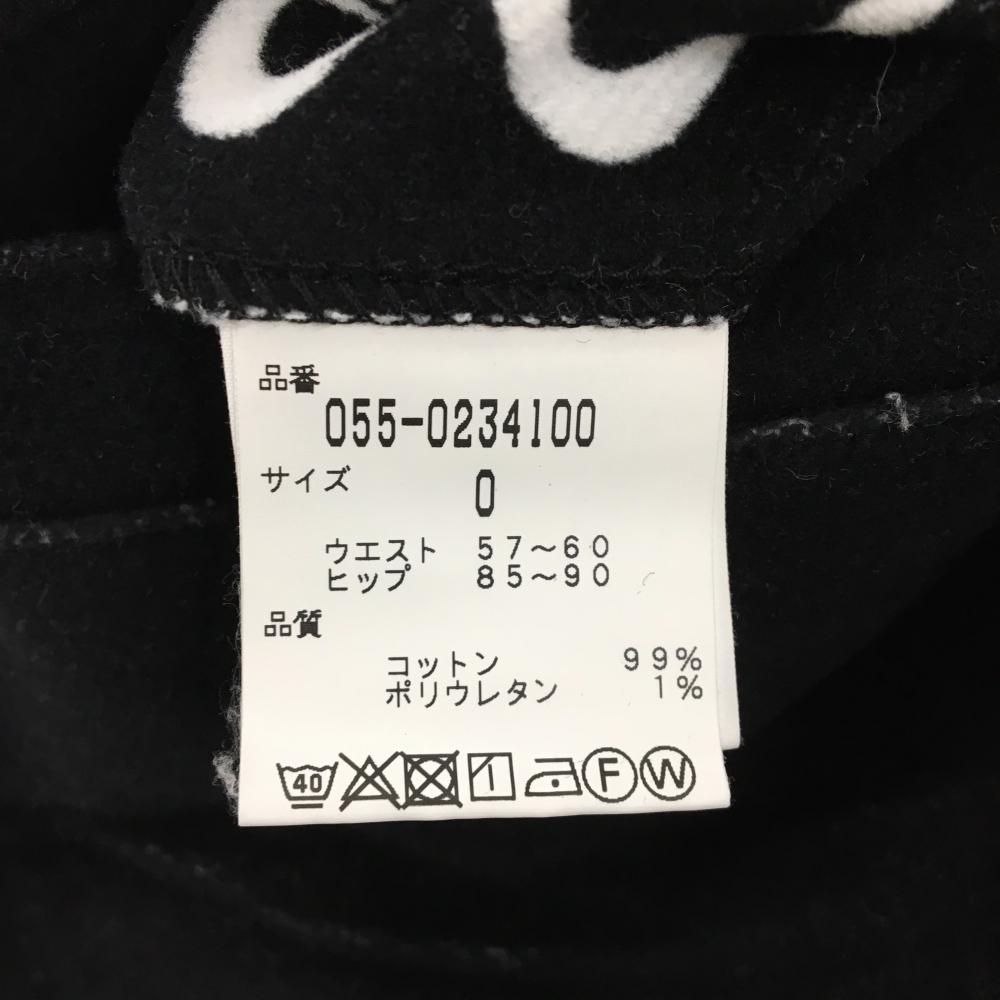 品番
055-0234100
サイズ 0
ウエスト 57～60
ヒップ 85～90
品質
コットン 99%
ポリウレタン 1%
40 F W